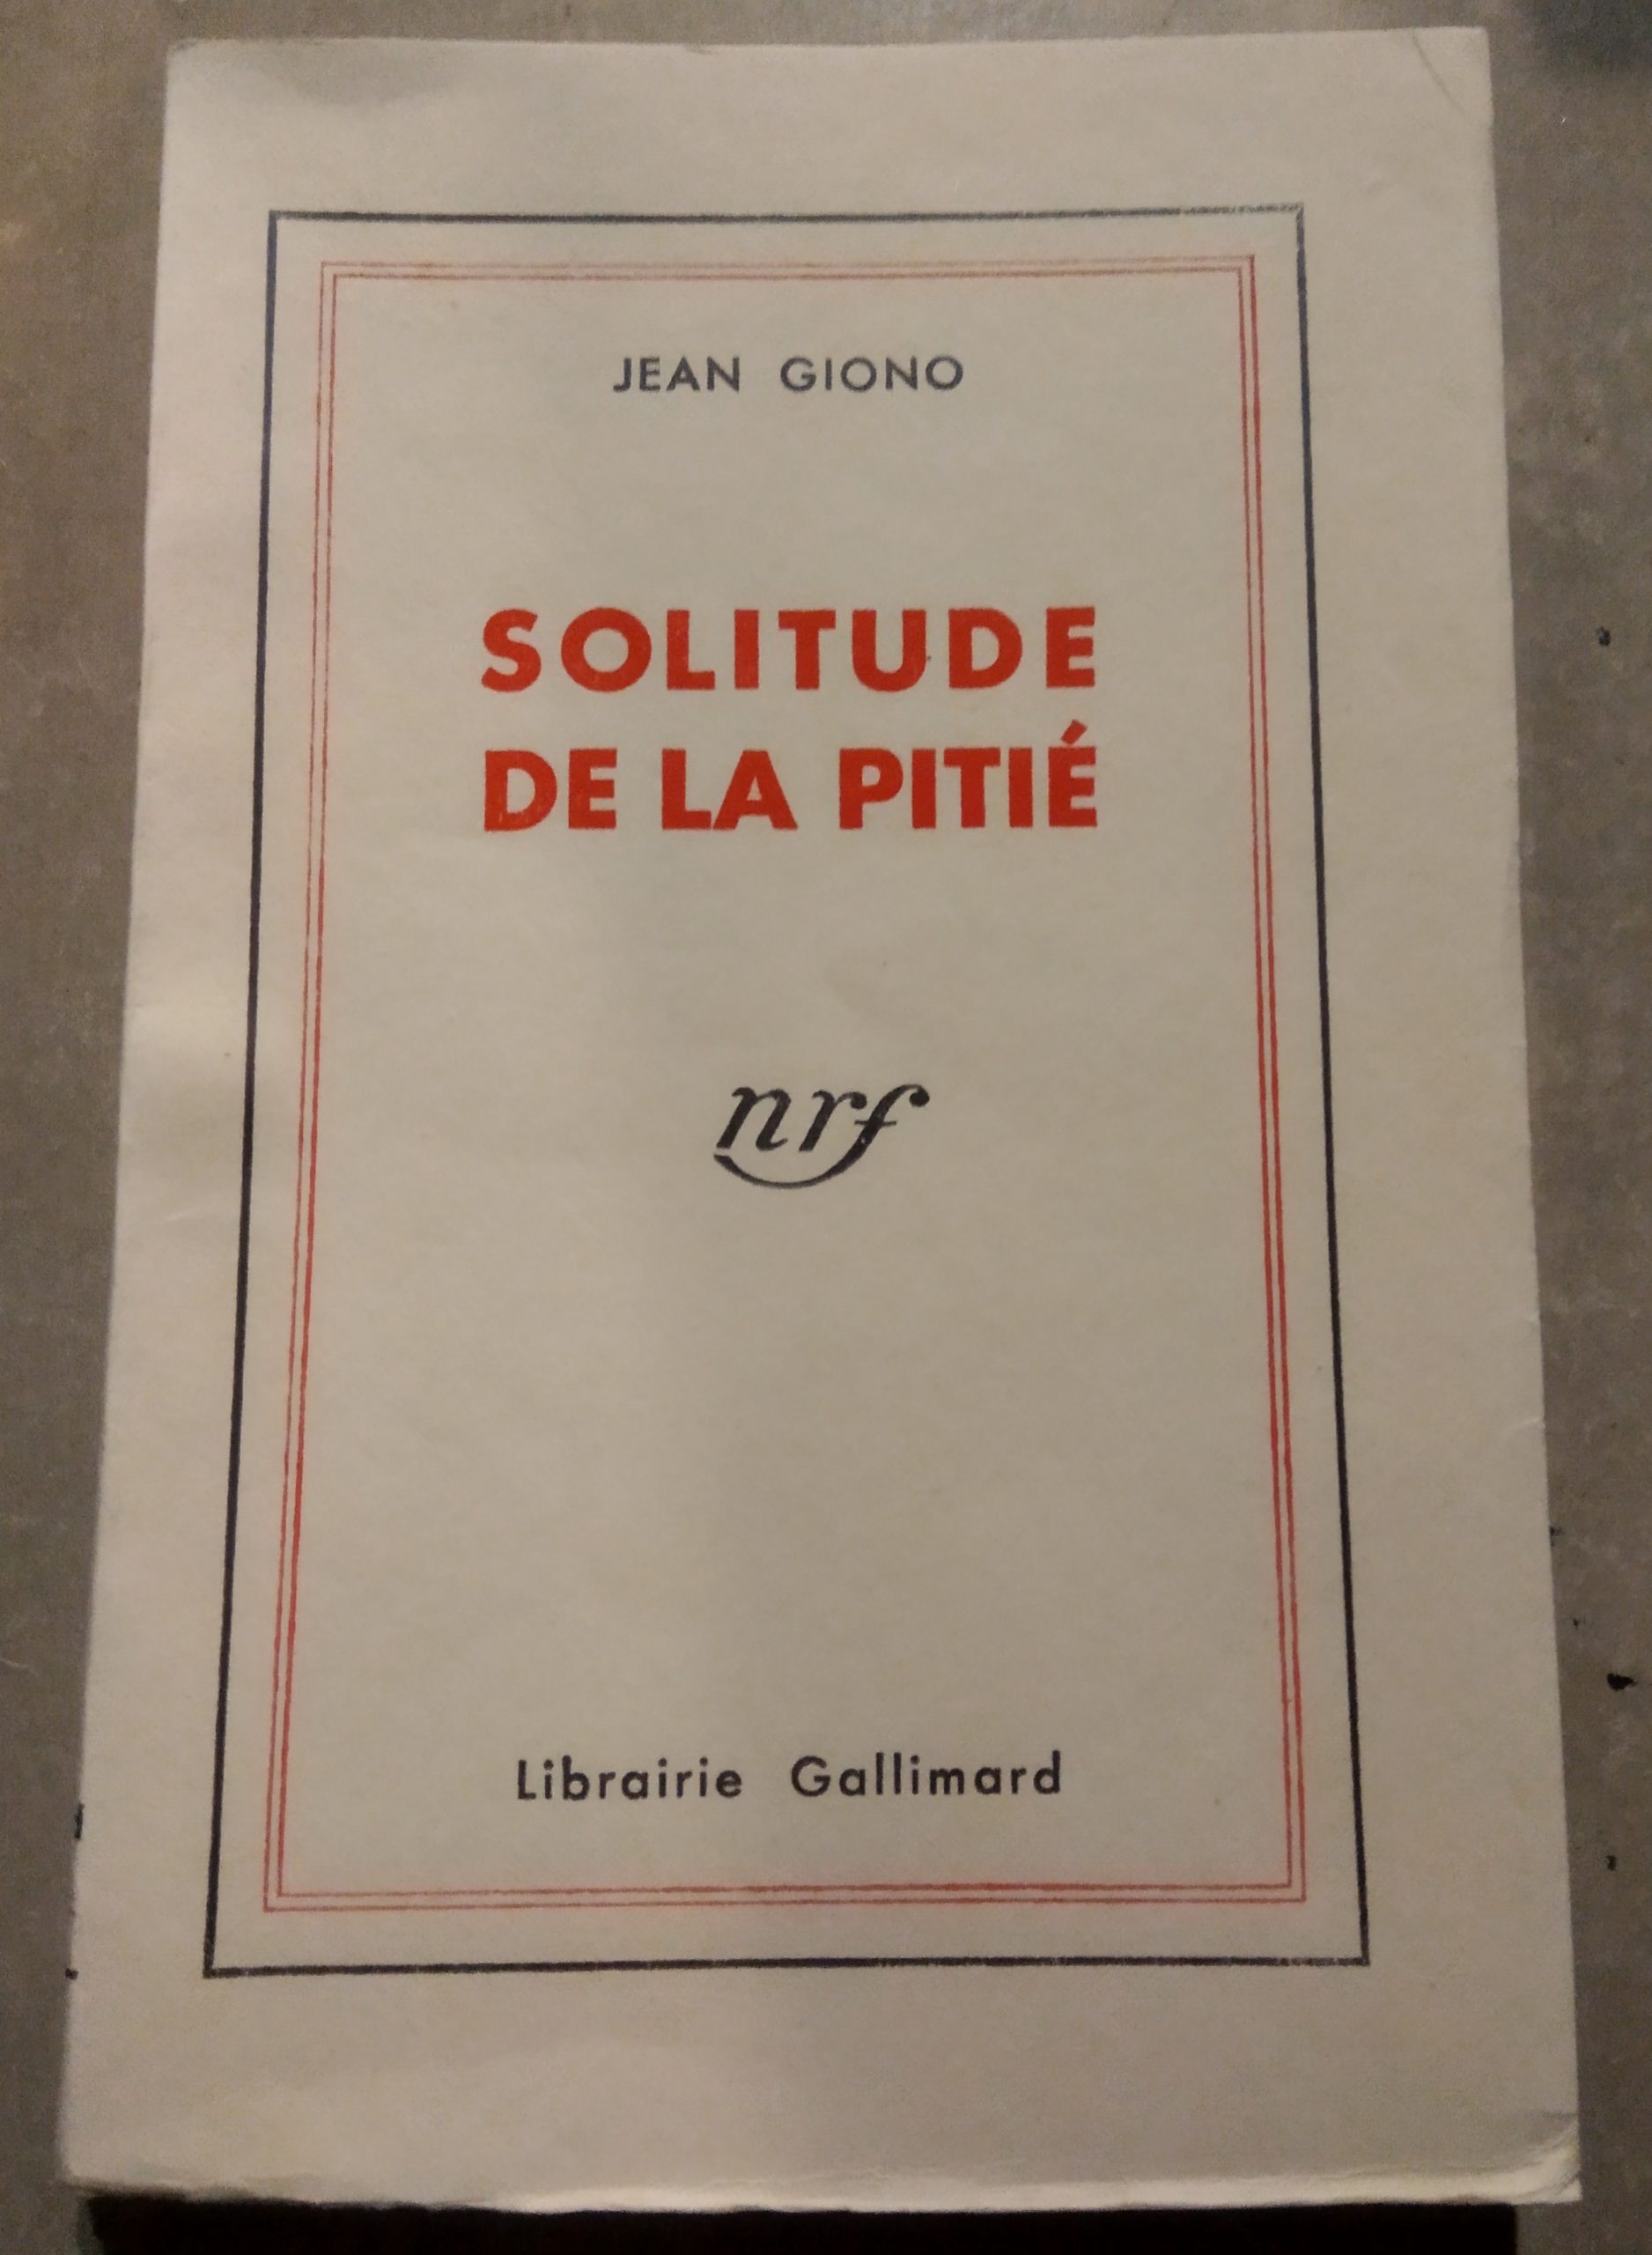 JEAN GIONO
SOLITUDE
DE LA PITIÉ
nrf
Librairie Gallimard